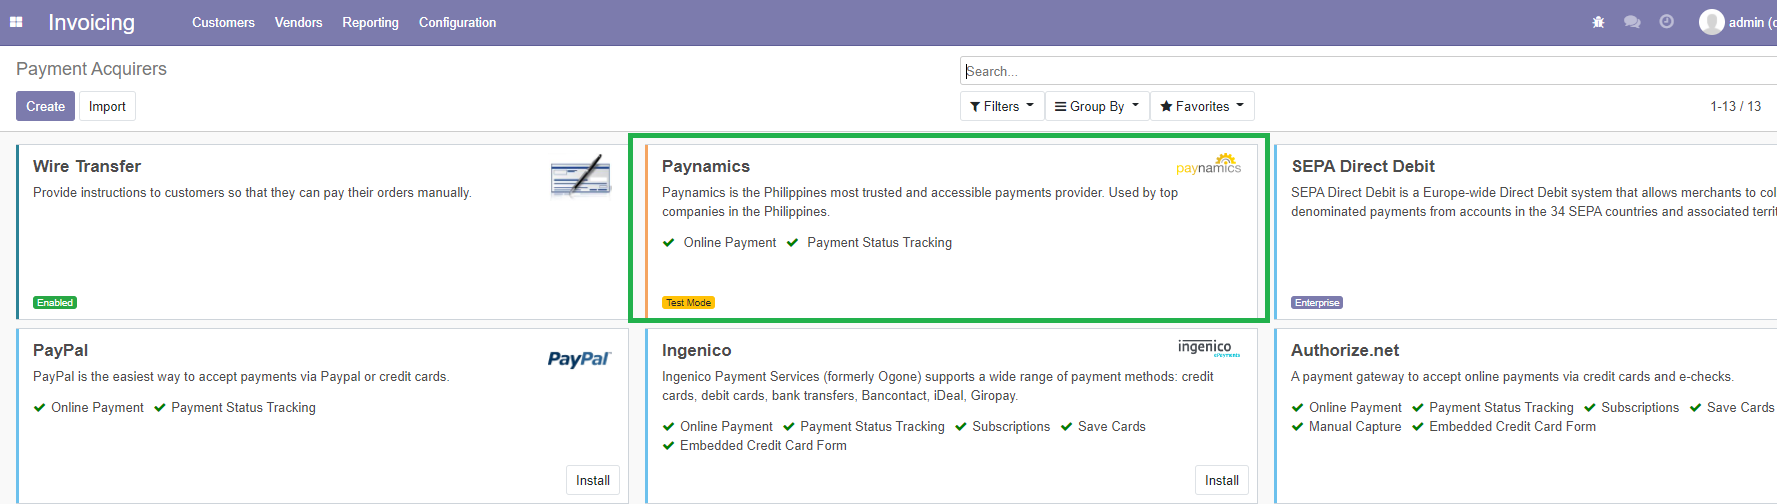 Invoicing
Customers Vendors Reporting Configuration
admin (
Payment Acquirers
Search...
Create Import
Filters Group By Favorites
1-13 / 13
Wire Transfer
Provide instructions to customers so that they can pay their orders manually.
Enabled
Paynamics
paynamics
Paynamics is the Philippines most trusted and accessible payments provider. Used by top
companies in the Philippines.
Online Payment Payment Status Tracking
Test Mode
SEPA Direct Debit
SEPA Direct Debit is a Europe-wide Direct Debit system that allows merchants to col
denominated payments from accounts in the 34 SEPA countries and associated territ
Enterprise
PayPal
PayPal
PayPal is the easiest way to accept payments via Paypal or credit cards.
Online Payment Payment Status Tracking
Install
Ingenico
ingenico
ePayments
Ingenico Payment Services (formerly Ogone) supports a wide range of payment methods: credit
cards, debit cards, bank transfers, Bancontact, iDeal, Giropay.
Online Payment Payment Status Tracking Subscriptions Save Cards
Embedded Credit Card Form
Install
Authorize.net
A payment gateway to accept online payments via credit cards and e-checks.
Online Payment Payment Status Tracking Subscriptions Save Cards
Manual Capture Embedded Credit Card Form